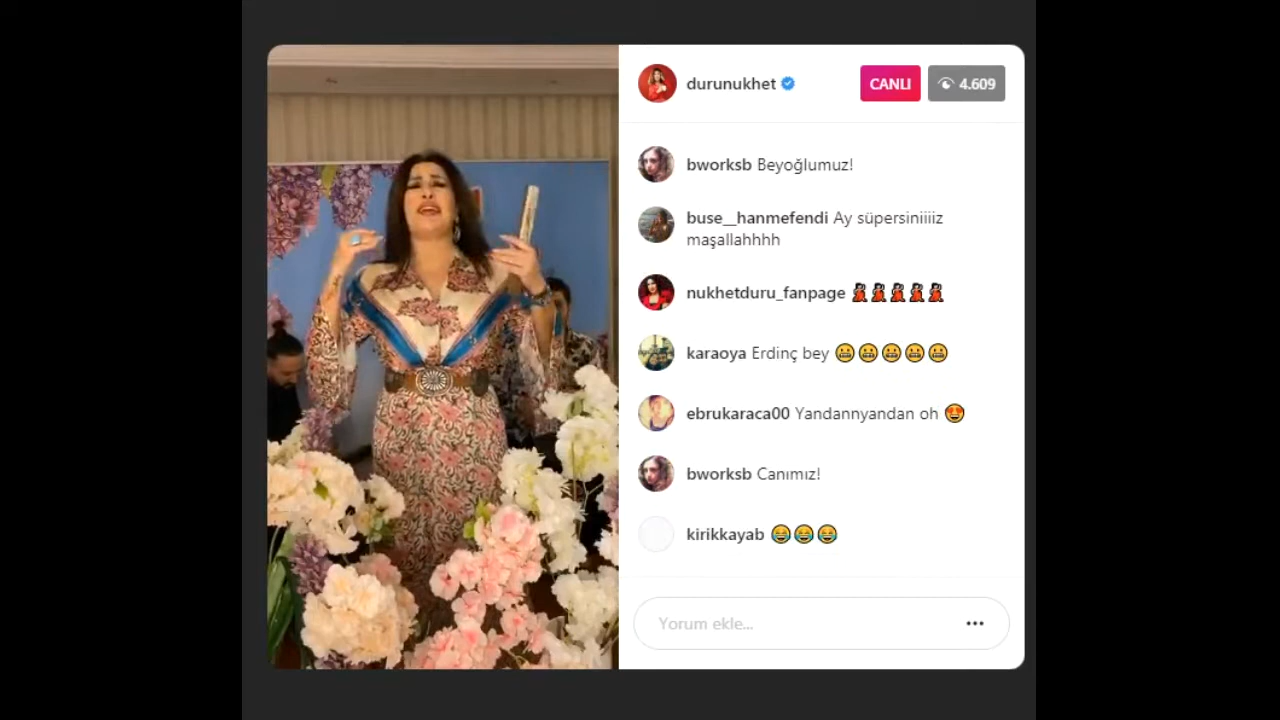 durunukhet
CANLI
4.609
bworksb Beyoğlumuz!
buse__hanmefendi Ay süpersiniiiiz
maşallahhhh
nukhetduru_fanpage 💃💃💃💃💃
karaoya Erdinç bey 😬😬😬😬😬
ebrukaraca00 Yandannyandan oh 😍
bworksb Canımız!
kirikkayab 😂😂😂
Yorum ekle...